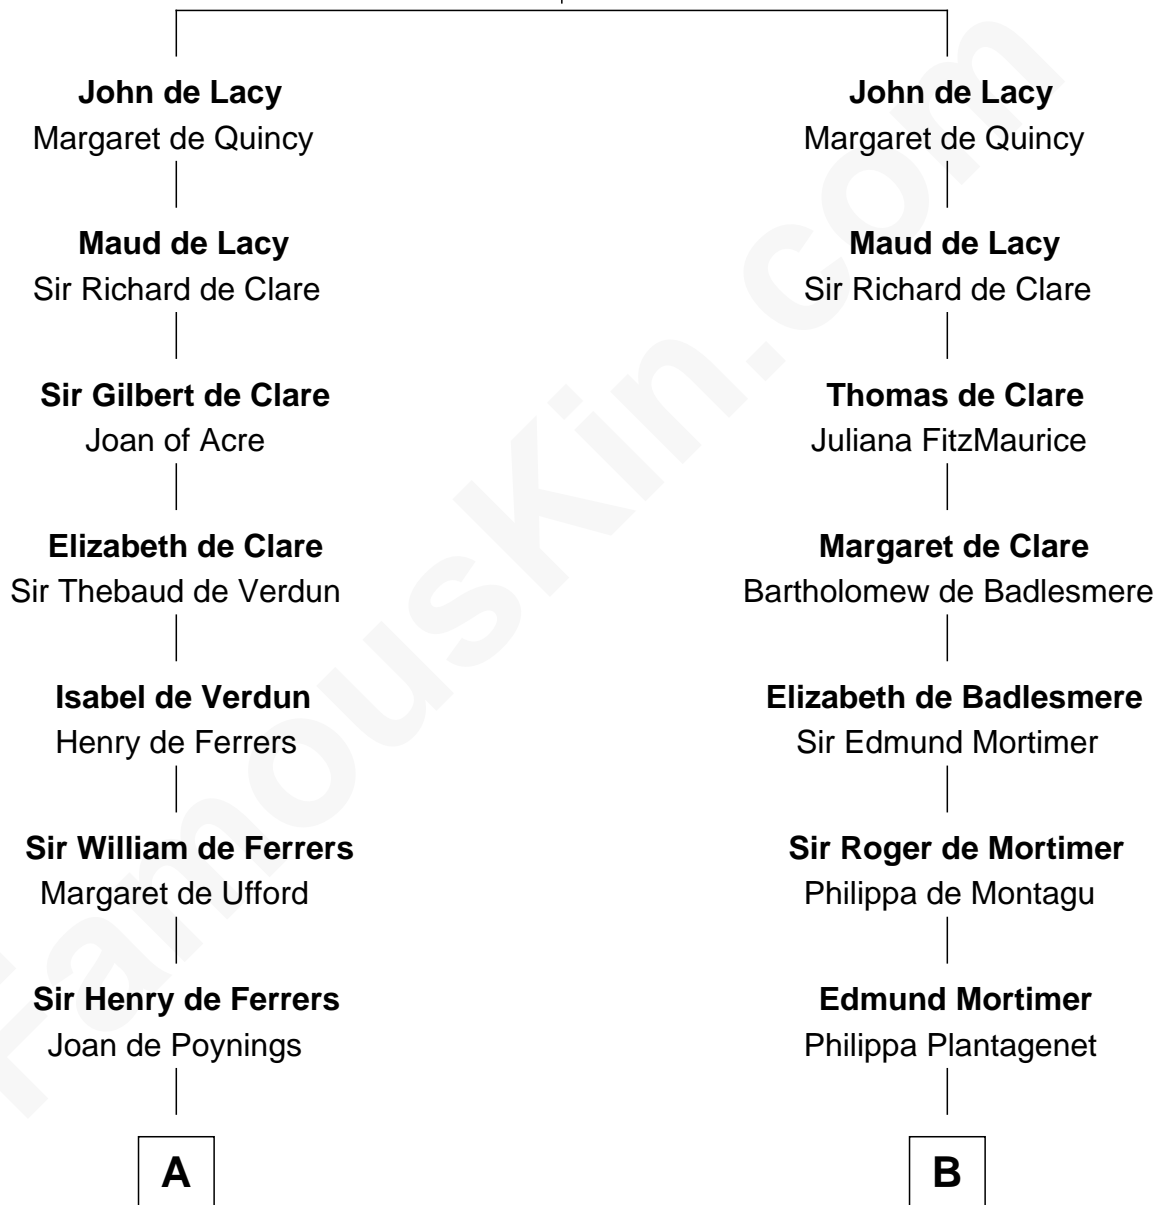 John de Lacy
Margaret de Quincy
Maud de Lacy
Sir Richard de Clare
Sir Gilbert de Clare
Joan of Acre
Elizabeth de Clare
Sir Thebaud de Verdun
Isabel de Verdun
Henry de Ferrers
Sir William de Ferrers
Margaret de Ufford
Sir Henry de Ferrers
Joan de Poynings
A
John de Lacy
Margaret de Quincy
Maud de Lacy
Sir Richard de Clare
Thomas de Clare
Juliana FitzMaurice
Margaret de Clare
Bartholomew de Badlesmere
Elizabeth de Badlesmere
Sir Edmund Mortimer
Sir Roger de Mortimer
Philippa de Montagu
Edmund Mortimer
Philippa Plantagenet
B
FamousKin.com